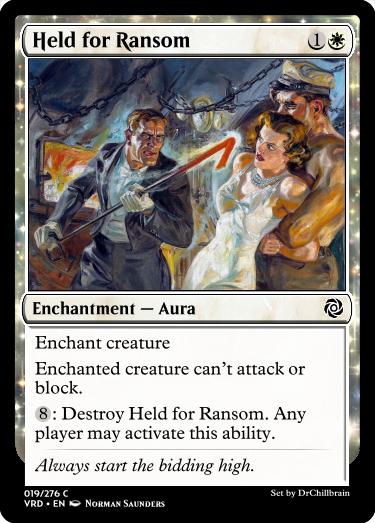 Held for Ransom 1
Enchantment — Aura
Enchant creature
Enchanted creature can't attack or
block.
8: Destroy Held for Ransom. Any
player may activate this ability.
Always start the bidding high.
019/276 C
VRD • EN Norman Saunders
Set by DrChillbrain